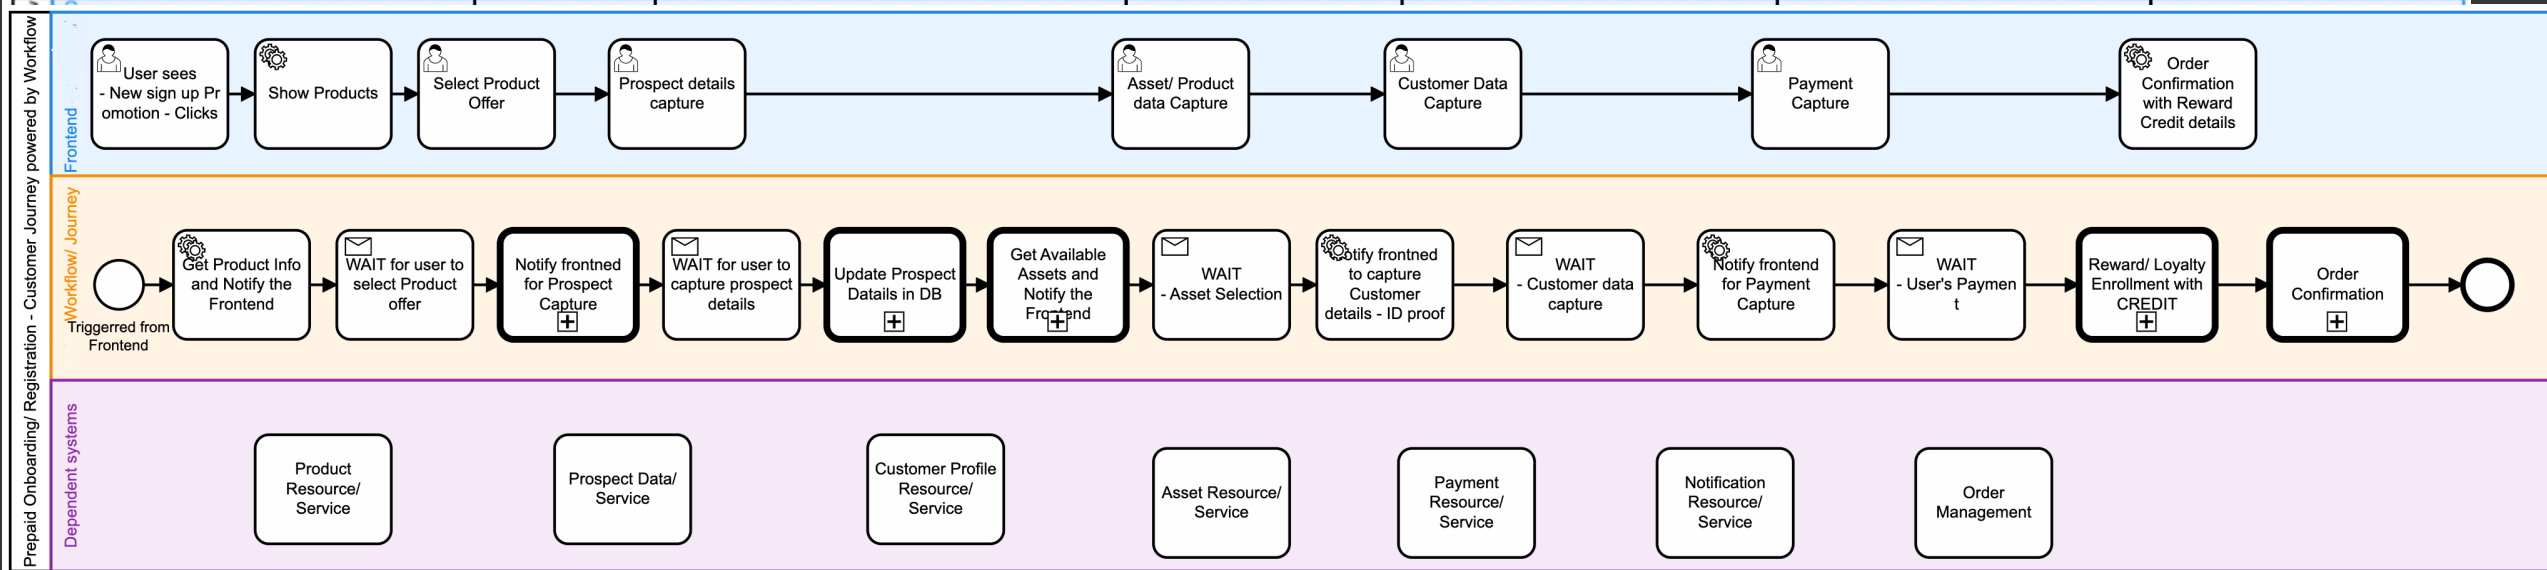 Prepaid Onboarding/ Registration - Customer Journey powered by Workflow
Frontend
User sees
- New sign up Pr
omotion - Clicks
Show Products
Select Product
Offer
Prospect details
capture
Asset/ Product
data Capture
Customer Data
Capture
Payment
Capture
Order
Confirmation
with Reward
Credit details
Workflow/ Journey
Triggerred from
Frontend
Get Product Info
and Notify the
Frontend
WAIT for user to
select Product
offer
Notify frontned
for Prospect
Capture
WAIT for user to
capture prospect
details
Update Prospect
Datails in DB
Get Available
Assets and
Notify the
Frontend
WAIT
- Asset Selection
Notify frontned
to capture
Customer
details - ID proof
WAIT
- Customer data
capture
Notify frontend
for Payment
Capture
WAIT
- User's Paymen
t
Reward/ Loyalty
Enrollment with
CREDIT
Order
Confirmation
Dependent systems
Product
Resource/
Service
Prospect Data/
Service
Customer Profile
Resource/
Service
Asset Resource/
Service
Payment
Resource/
Service
Notification
Resource/
Service
Order
Management